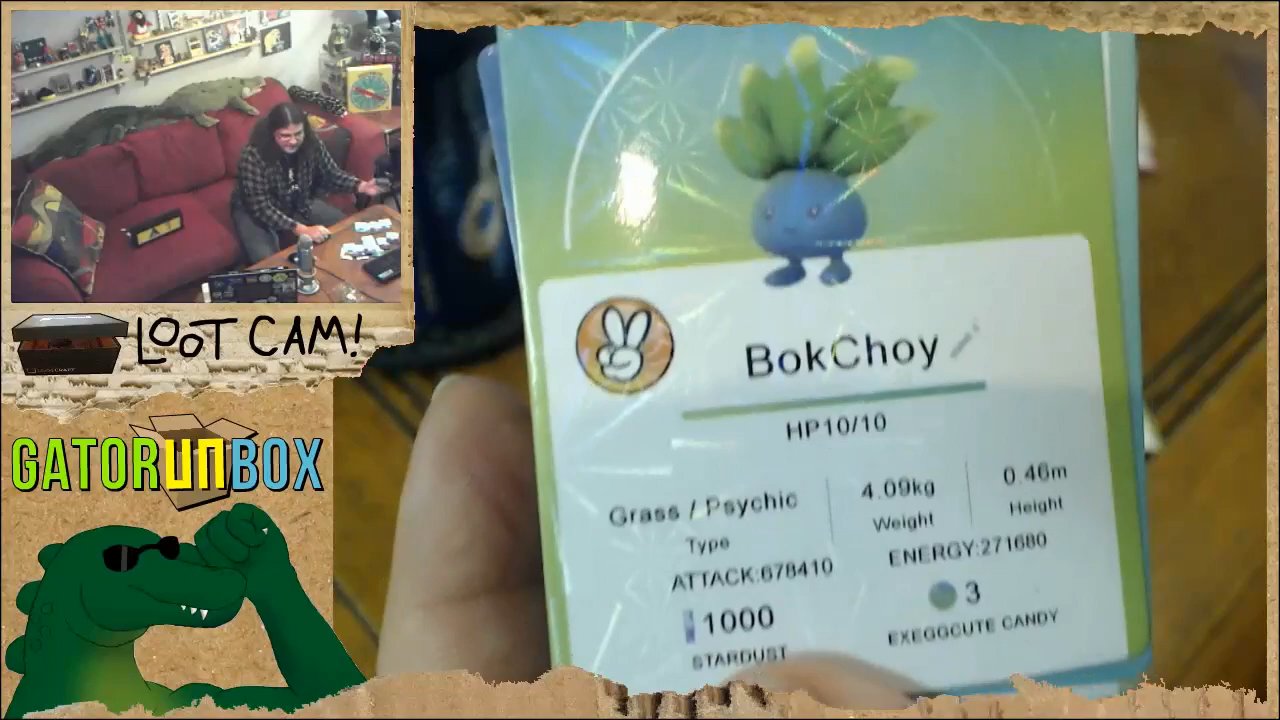 LOOT CAM!
GATORUNBOX
BokChoy
HP10/10
Grass / Psychic
Type
4.09kg
Weight
0.46m
Height
ATTACK:678410
ENERGY:271680
1000
STARDUST
3
EXEGGCUTE CANDY